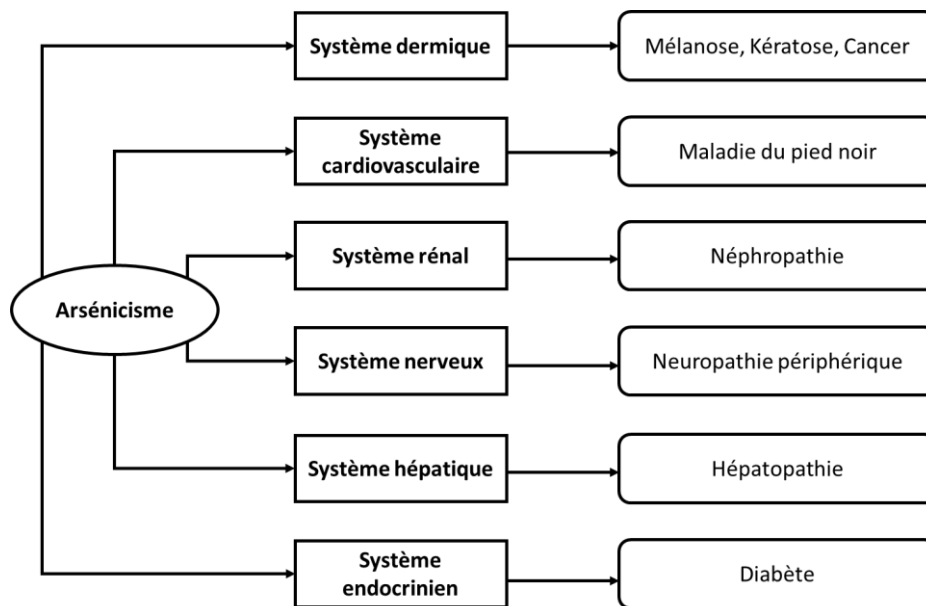 Système dermique
Mélanose, Kératose, Cancer
Système
cardiovasculaire
Maladie du pied noir
Système rénal
Néphropathie
Arsénicisme
Système nerveux
Neuropathie périphérique
Système hépatique
Hépatopathie
Système
endocrinien
Diabète